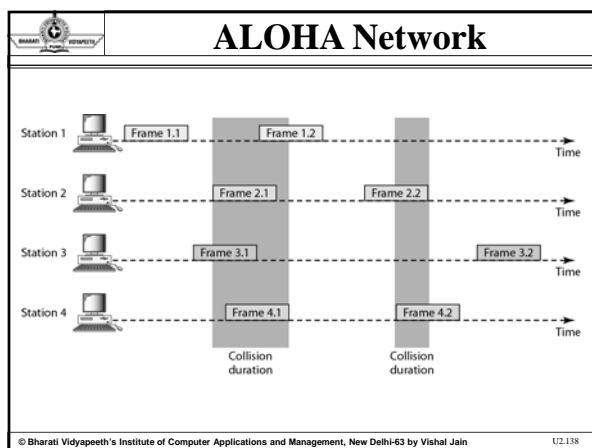 BHARATI VIDYAPEETH
PUNE
ALOHA Network
Station 1 Frame 1.1 Frame 1.2
Time
Station 2 Frame 2.1 Frame 2.2
Time
Station 3 Frame 3.1 Frame 3.2
Time
Station 4 Frame 4.1 Frame 4.2
Time
Collision duration
Collision duration
© Bharati Vidyapeeth's Institute of Computer Applications and Management, New Delhi-63 by Vishal Jain U2.138